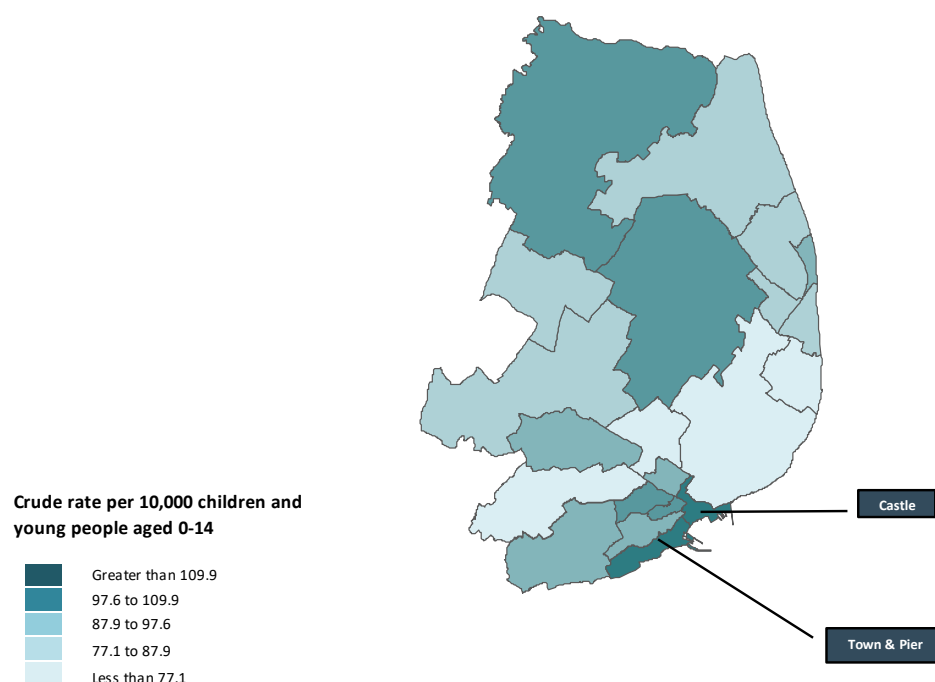 Crude rate per 10,000 children and
young people aged 0-14
Greater than 109.9
97.6 to 109.9
87.9 to 97.6
77.1 to 87.9
Less than 77.1
Castle
Town & Pier